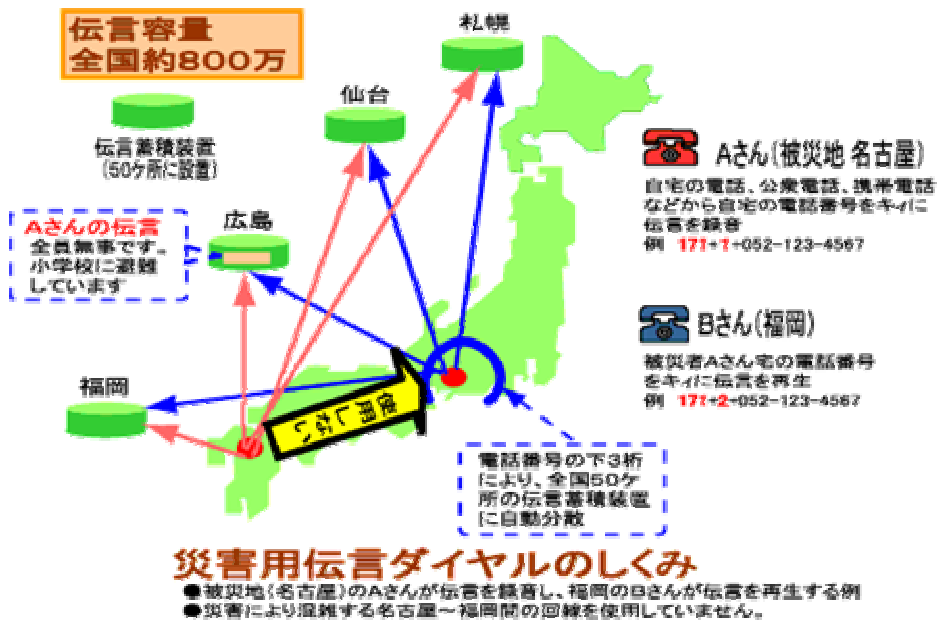 伝言容量
全国約800万
札幌
仙台
伝言蓄積装置
(50ケ所に設置)
広島
Aさんの伝言
全員無事です。
小学校に避難
しています
福岡
使用しない
Aさん(被災地 名古屋)
自宅の電話、公衆電話、携帯電話
などから自宅の電話番号をキィに
伝言を録音
例 171+1+052-123-4567
Bさん(福岡)
被災者Aさん宅の電話番号
をキィに伝言を再生
例 171+2+052-123-4567
電話番号の下3桁
により、全国50ケ
所の伝言蓄積装置
に自動分散
災害用伝言ダイヤルのしくみ
●被災地(名古屋)のAさんが伝言を録音し、福岡のBさんが伝言を再生する例
●災害により混雑する名古屋～福岡間の回線を使用していません。